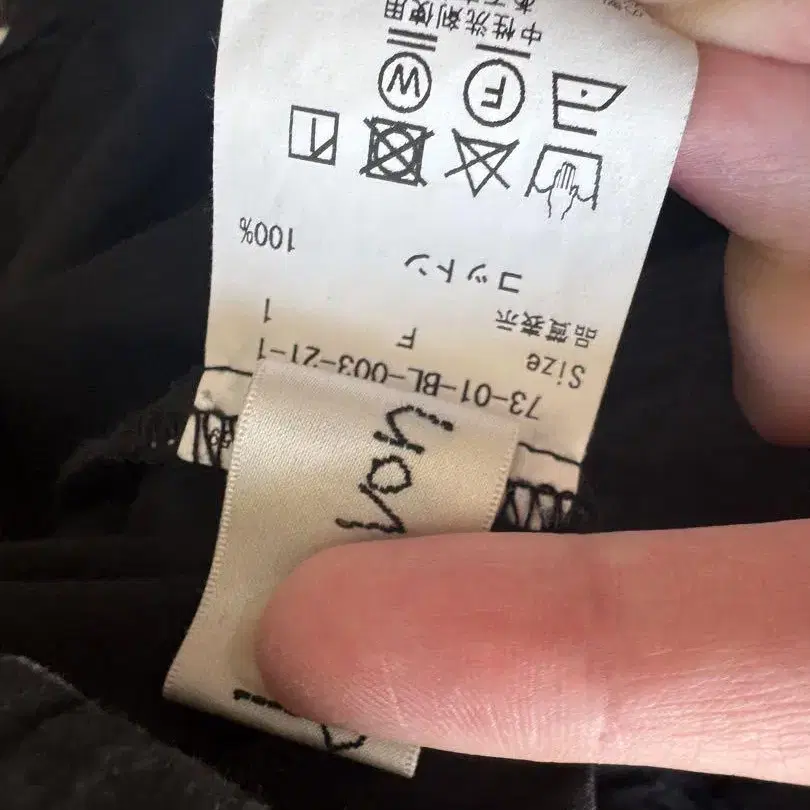 73-01-BL-003-21-1
Size F 1
品質表示
コットン 100%
W
F
中性洗剤使用